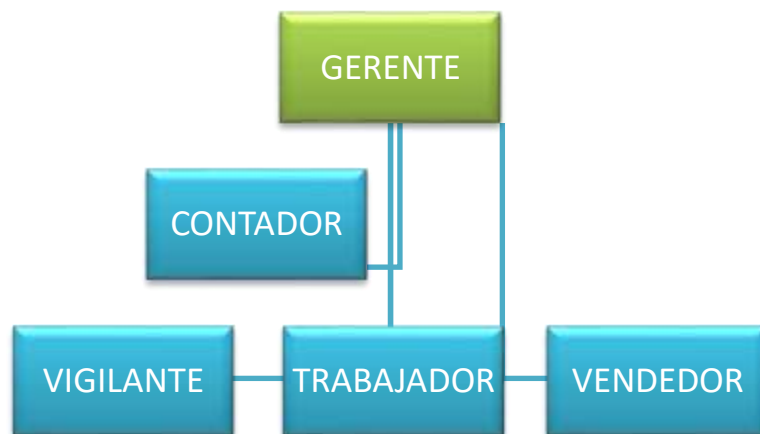 GERENTE
CONTADOR
VIGILANTE
TRABAJADOR
VENDEDOR